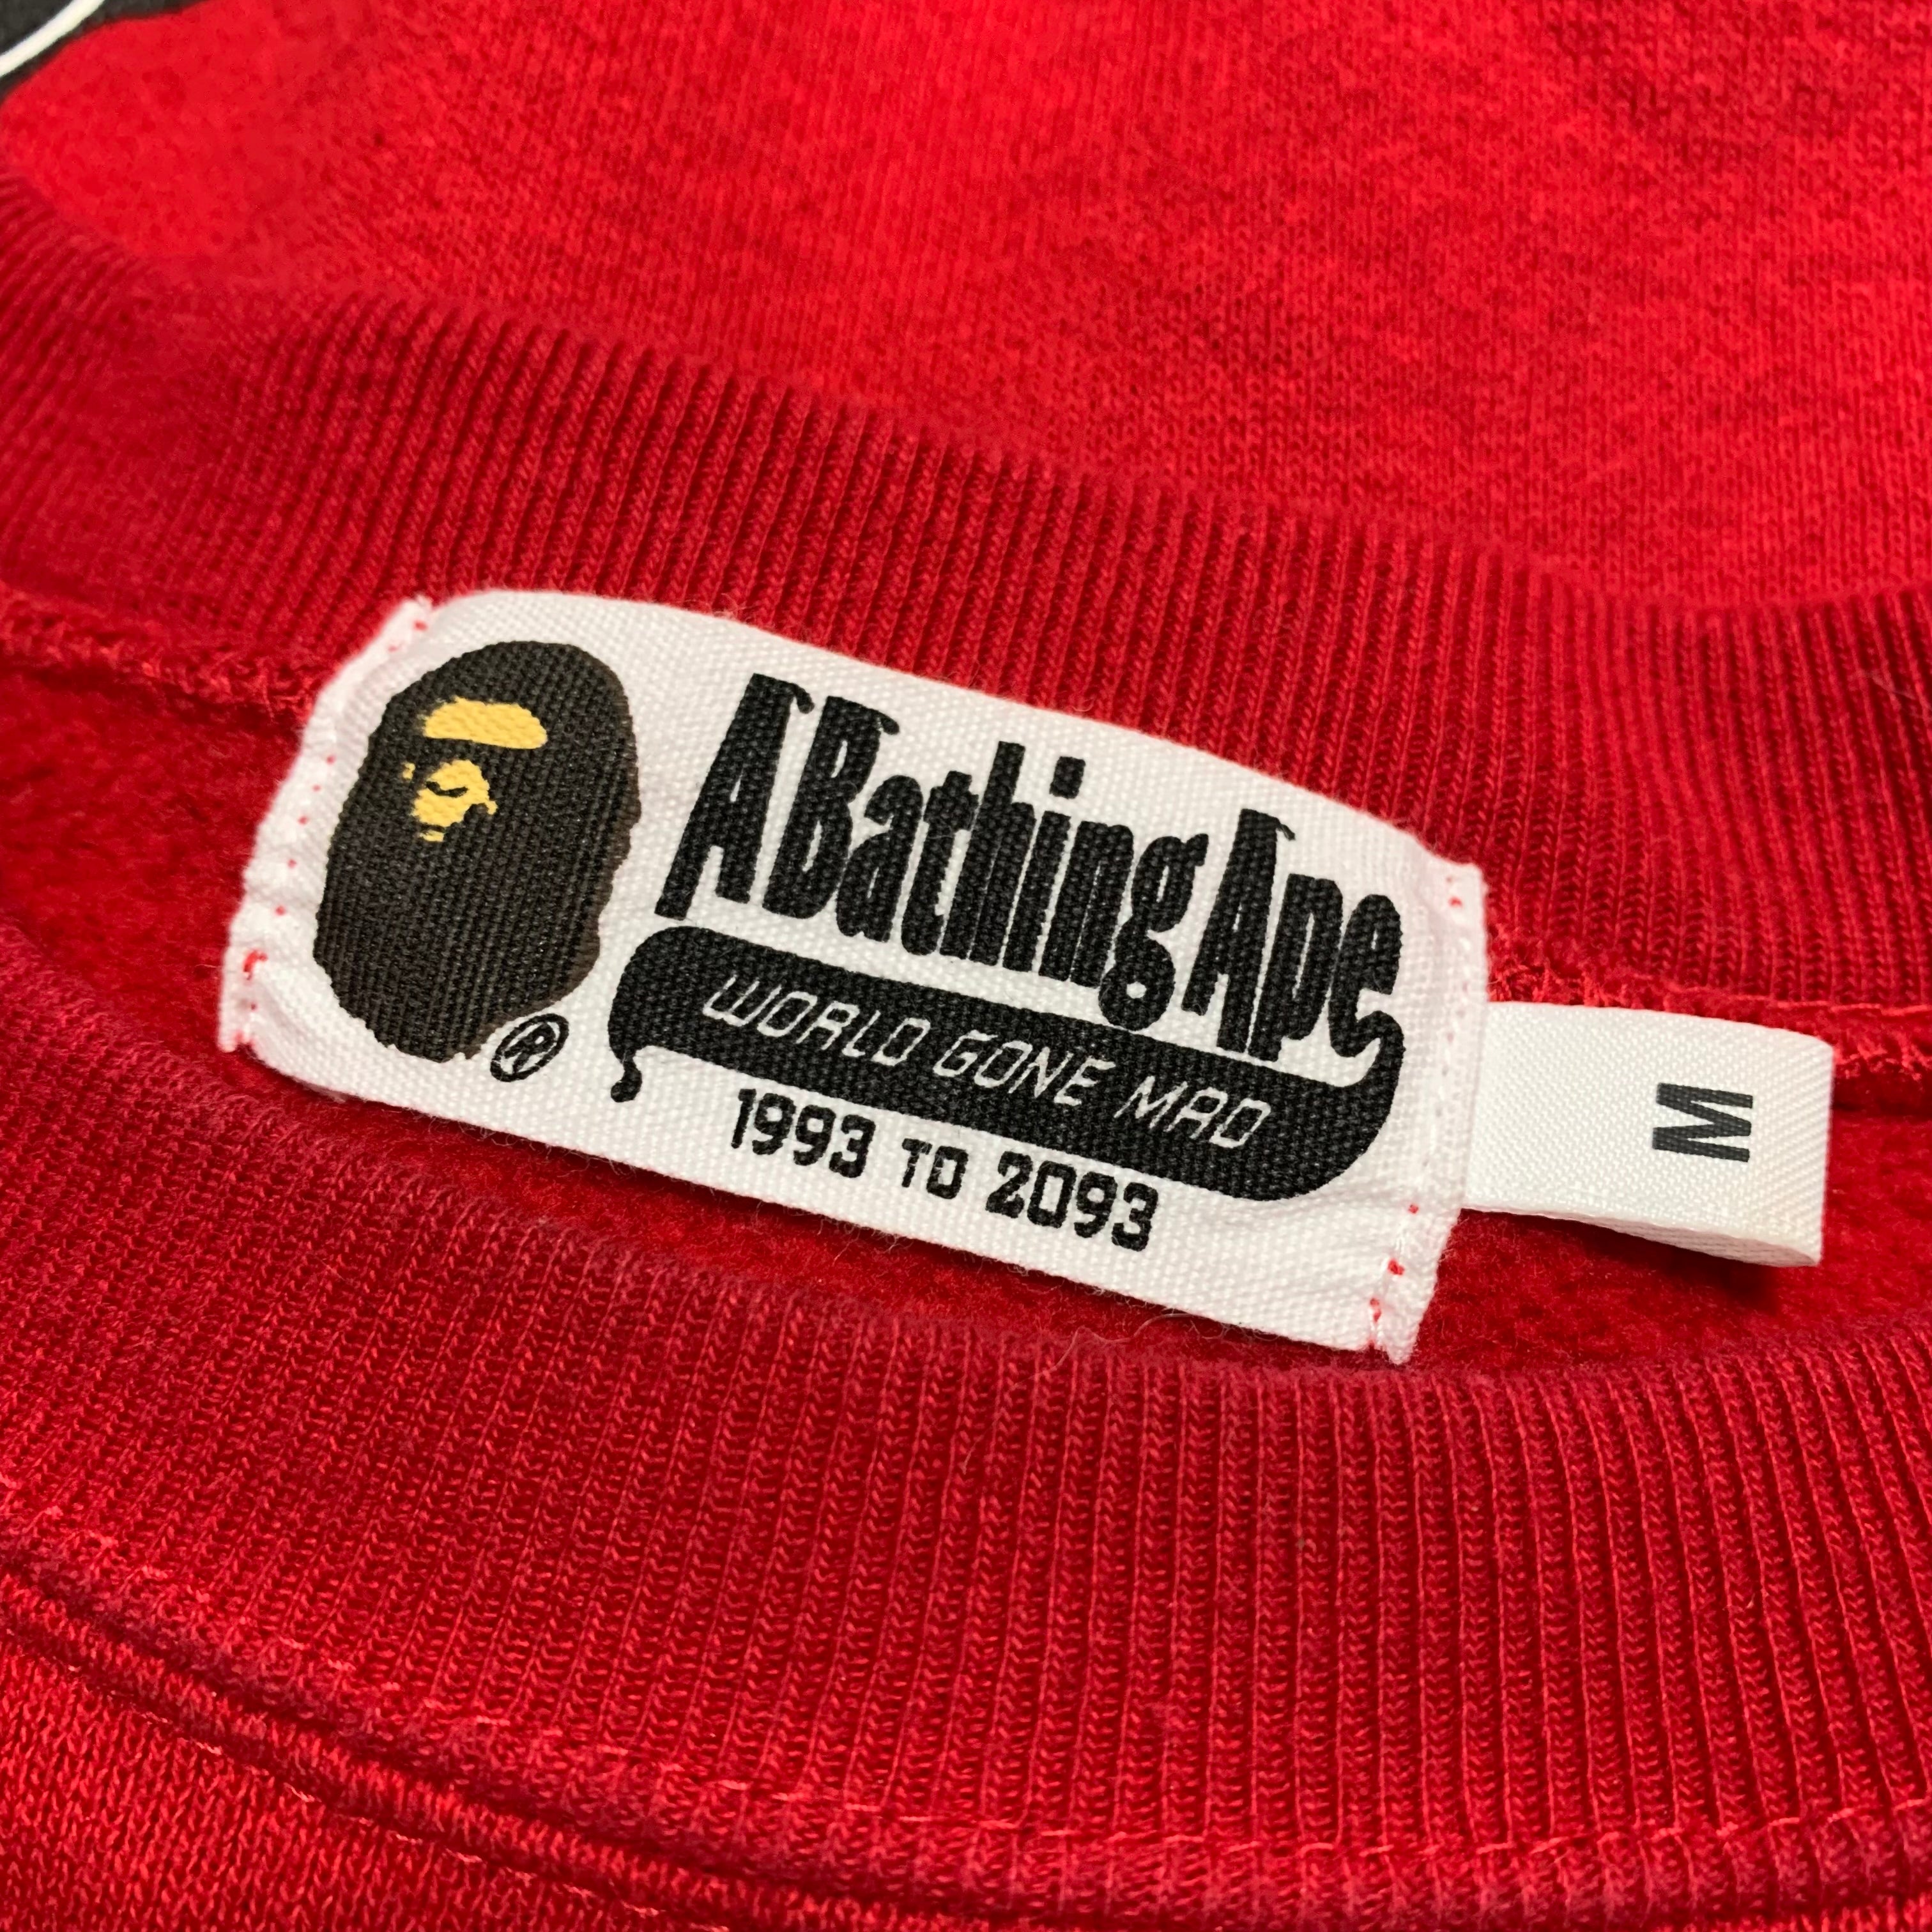 A Bathing Ape
WORLD GONE MAD
1993 TO 2093
®
M